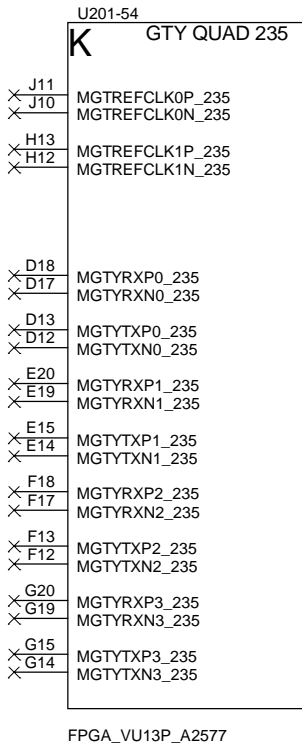 U201-54
K GTY QUAD 235
J11 MGTREFCLK0P_235
J10 MGTREFCLK0N_235
H13 MGTREFCLK1P_235
H12 MGTREFCLK1N_235
D18 MGTYRXP0_235
D17 MGTYRXN0_235
D13 MGTYTXP0_235
D12 MGTYTXN0_235
E20 MGTYRXP1_235
E19 MGTYRXN1_235
E15 MGTYTXP1_235
E14 MGTYTXN1_235
F18 MGTYRXP2_235
F17 MGTYRXN2_235
F13 MGTYTXP2_235
F12 MGTYTXN2_235
G20 MGTYRXP3_235
G19 MGTYRXN3_235
G15 MGTYTXP3_235
G14 MGTYTXN3_235
FPGA_VU13P_A2577